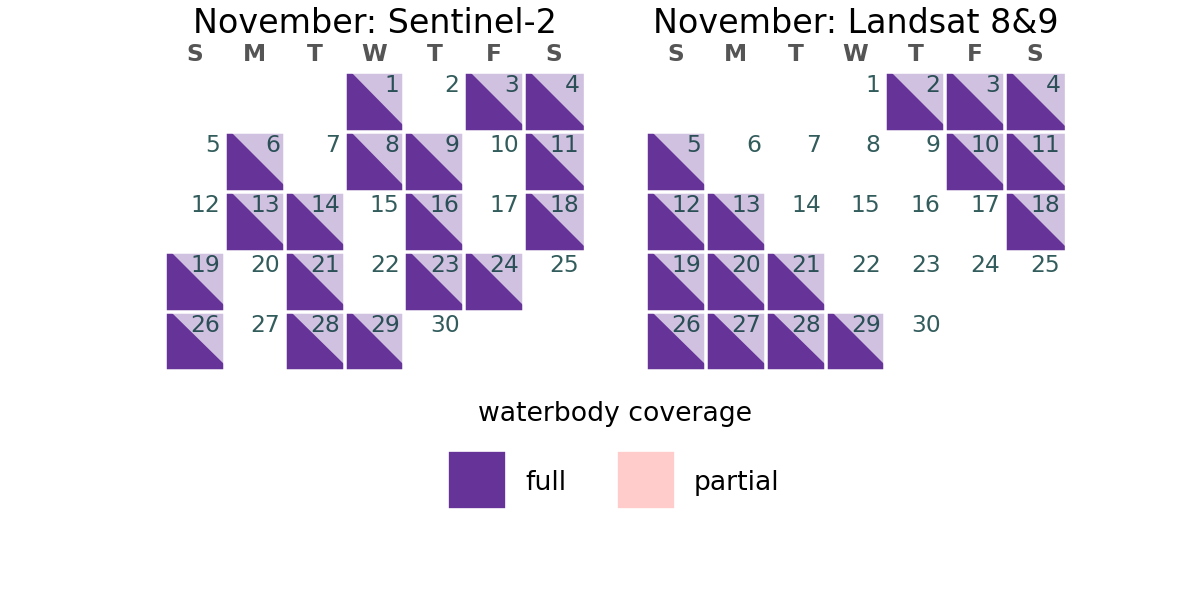 November: Sentinel-2
S M T W T F S
1 2 3 4
5 6 7 8 9 10 11
12 13 14 15 16 17 18
19 20 21 22 23 24 25
26 27 28 29 30
November: Landsat 8&9
S M T W T F S
1 2 3 4
5 6 7 8 9 10 11
12 13 14 15 16 17 18
19 20 21 22 23 24 25
26 27 28 29 30
waterbody coverage
full partial